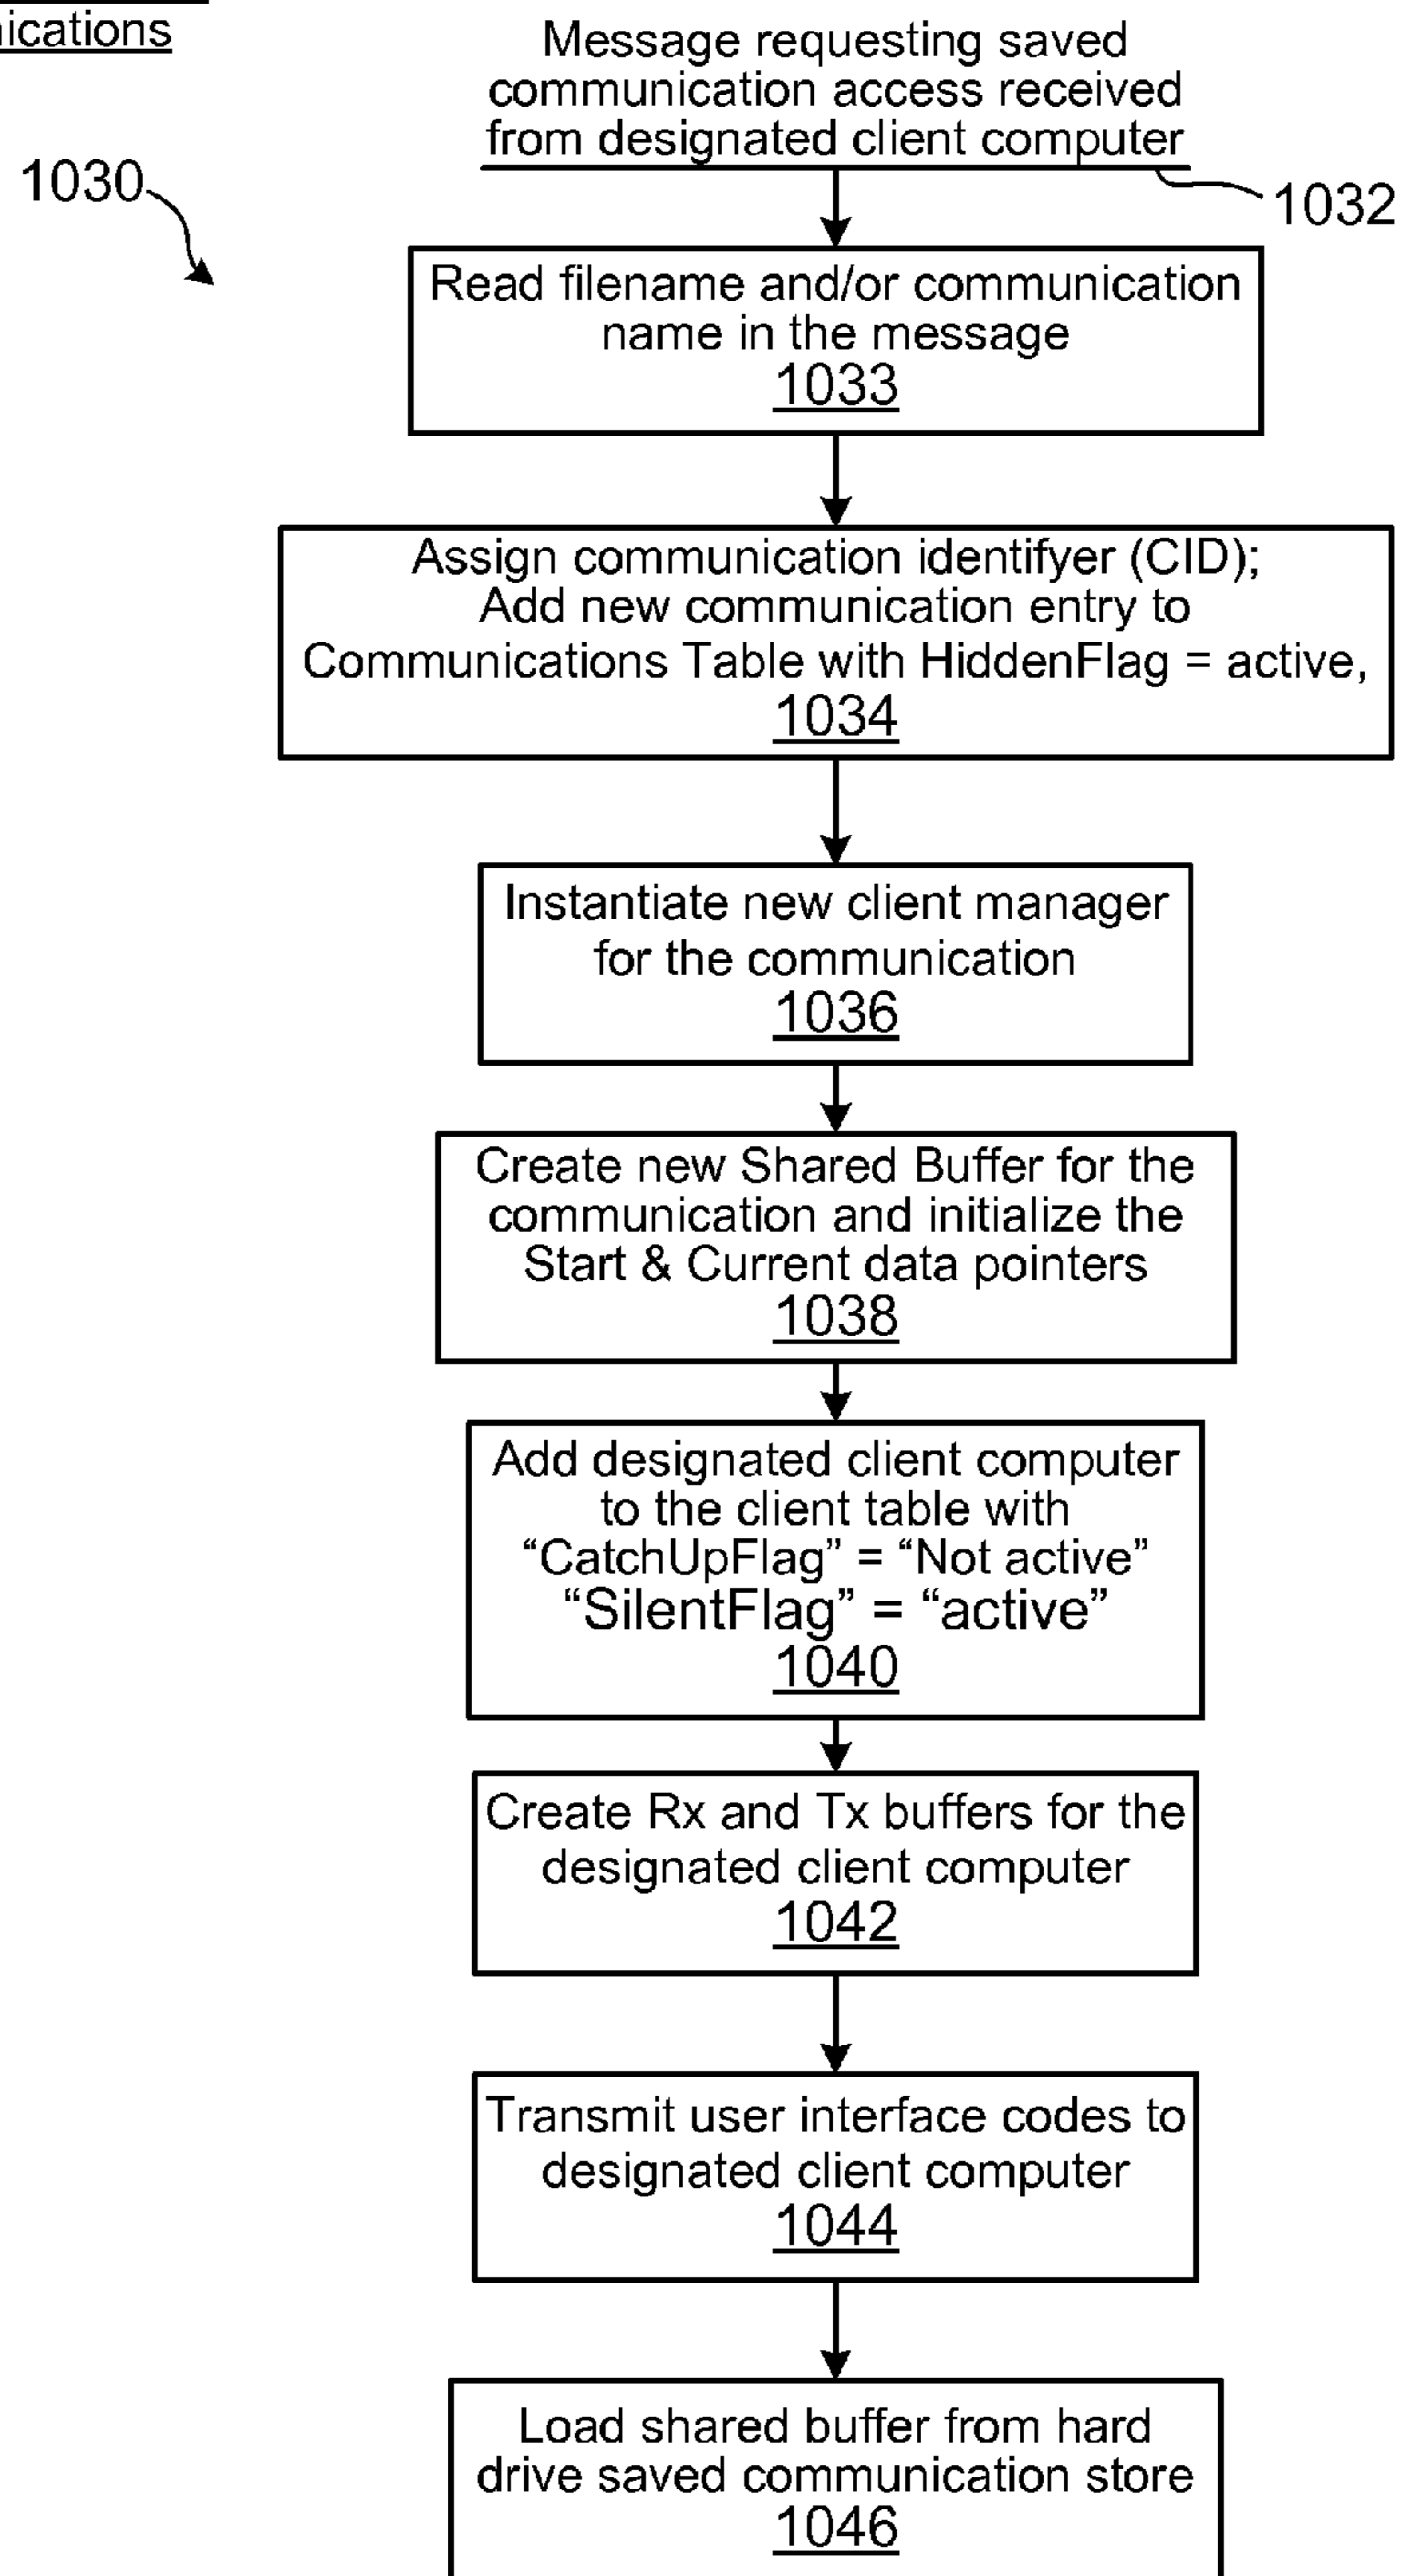 Message requesting saved
communication access received
from designated client computer
1030
1032
Read filename and/or communication
name in the message
1033
Assign communication identifyer (CID);
Add new communication entry to
Communications Table with HiddenFlag = active,
1034
Instantiate new client manager
for the communication
1036
Create new Shared Buffer for the
communication and initialize the
Start & Current data pointers
1038
Add designated client computer
to the client table with
“CatchUpFlag” = “Not active”
“SilentFlag” = “active”
1040
Create Rx and Tx buffers for the
designated client computer
1042
Transmit user interface codes to
designated client computer
1044
Load shared buffer from hard
drive saved communication store
1046